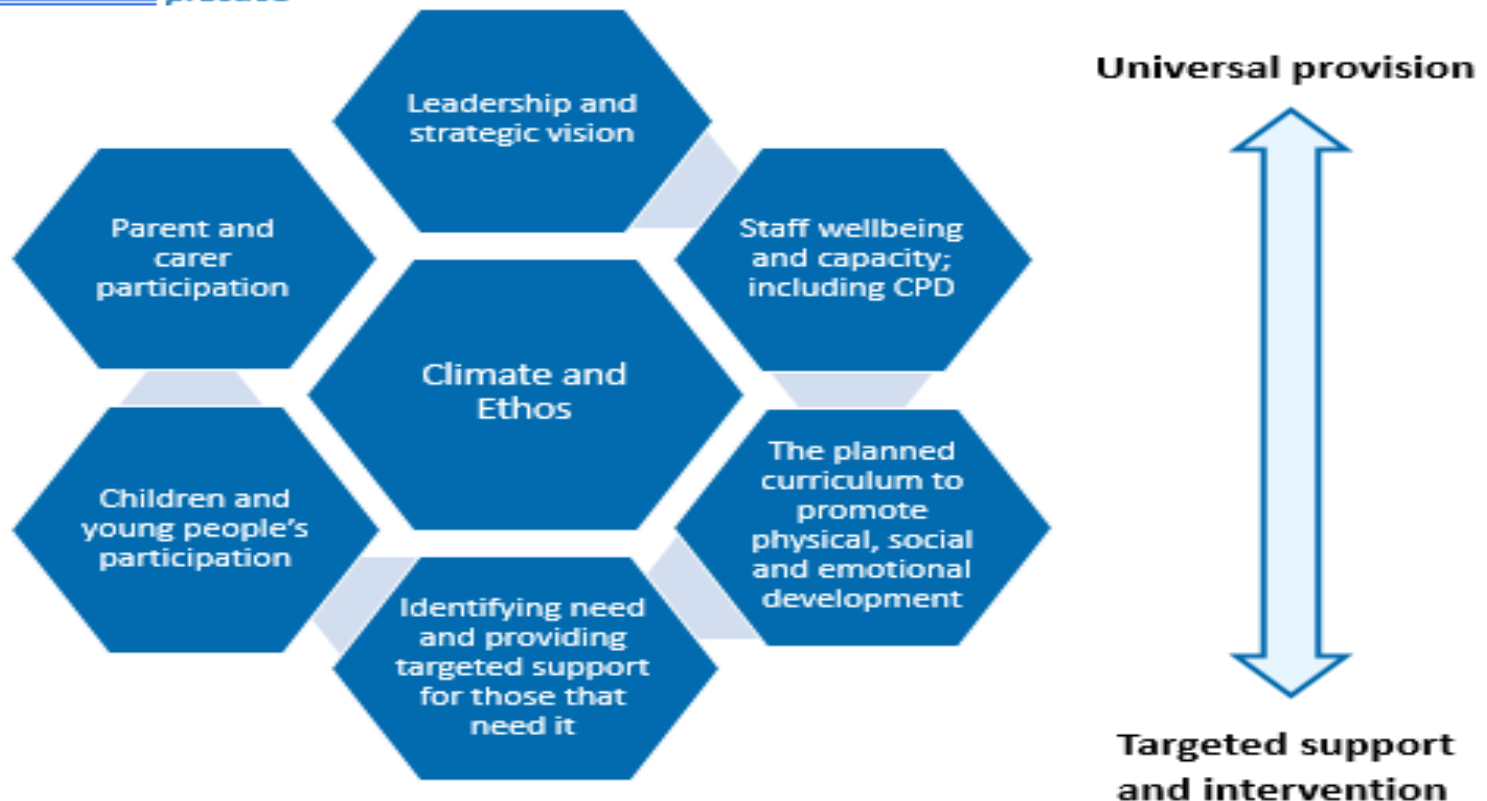 Leadership and
strategic vision
Universal provision
Parent and
carer
participation
Staff wellbeing
and capacity;
including CPD
Climate and
Ethos
Children and
young people’s
participation
The planned
curriculum to
promote
physical, social
and emotional
development
Identifying need
and providing
targeted support
for those that
need it
Targeted support
and intervention